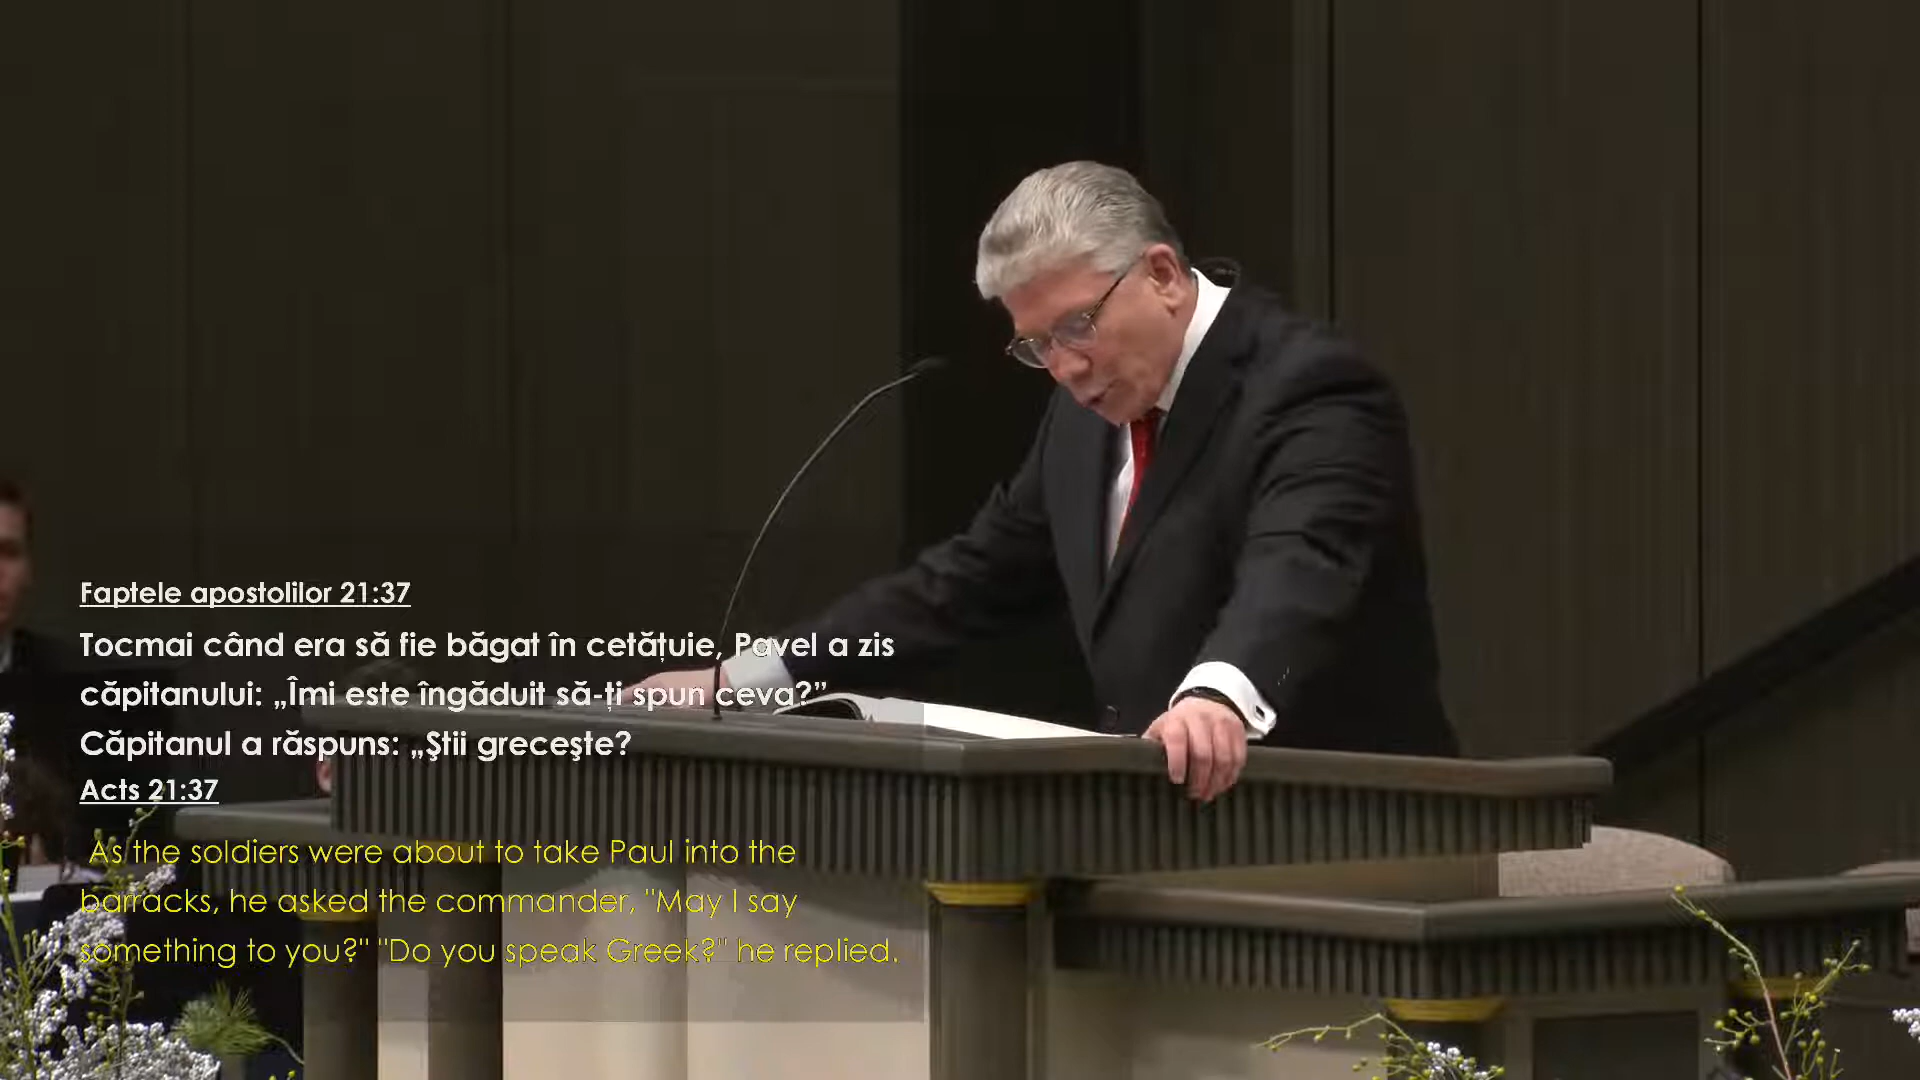 Faptele apostolilor 21:37
Tocmai când era să fie băgat în cetăţuie, Pavel a zis
căpitanului: „Îmi este îngăduit să-ţi spun ceva?”
Căpitanul a răspuns: „Ştii greceşte?
Acts 21:37
As the soldiers were about to take Paul into the
barracks, he asked the commander, "May I say
something to you?" "Do you speak Greek?" he replied.